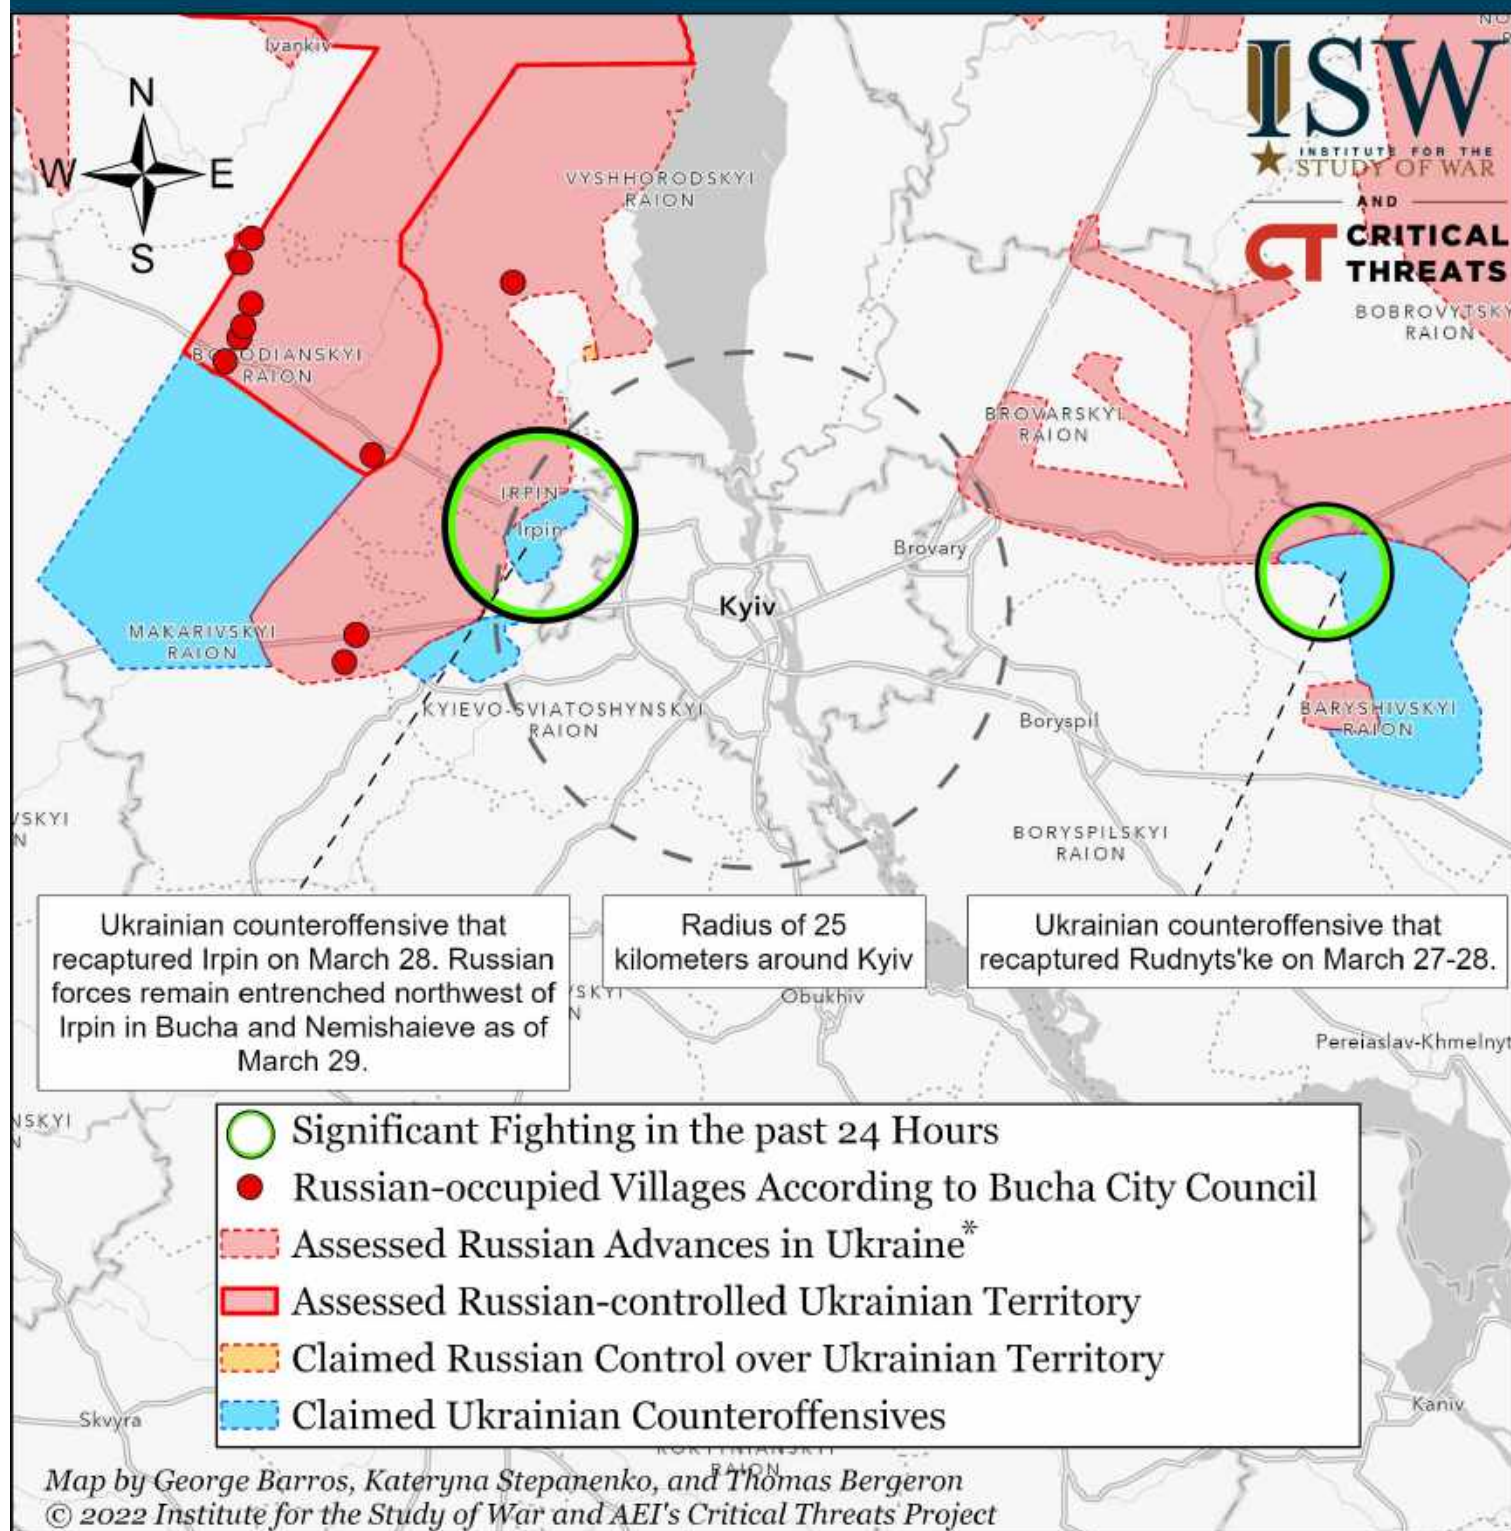 Ivankiv
N
W
E
S
VYSHHORODSKYI
RAION
ISW
INSTITUTE FOR THE
STUDY OF WAR
AND
CT CRITICAL
THREATS
BOBROVYTSKY
RAION
RAION
BROVARSKYI
RAION
IRPIN
Irpin
Brovary
Kyiv
MAKARIVSKYI
RAION
KYIEVO-SVIATOSHYNSKYI
RAION
Boryspil
BARYSHIVSKYI
RAION
BORYSPILSKYI
RAION
Ukrainian counteroffensive that
recaptured Irpin on March 28. Russian
forces remain entrenched northwest of
Irpin in Bucha and Nemishaieve as of
March 29.
Radius of 25
kilometers around Kyiv
Ukrainian counteroffensive that
recaptured Rudnyts'ke on March 27-28.
Obukhiv
Pereiaslav-Khmelnyt
Significant Fighting in the past 24 Hours
Russian-occupied Villages According to Bucha City Council
Assessed Russian Advances in Ukraine*
Assessed Russian-controlled Ukrainian Territory
Claimed Russian Control over Ukrainian Territory
Claimed Ukrainian Counteroffensives
Skvyra
Kaniv
RAION
Map by George Barros, Kateryna Stepanenko, and Thomas Bergeron
© 2022 Institute for the Study of War and AEI's Critical Threats Project